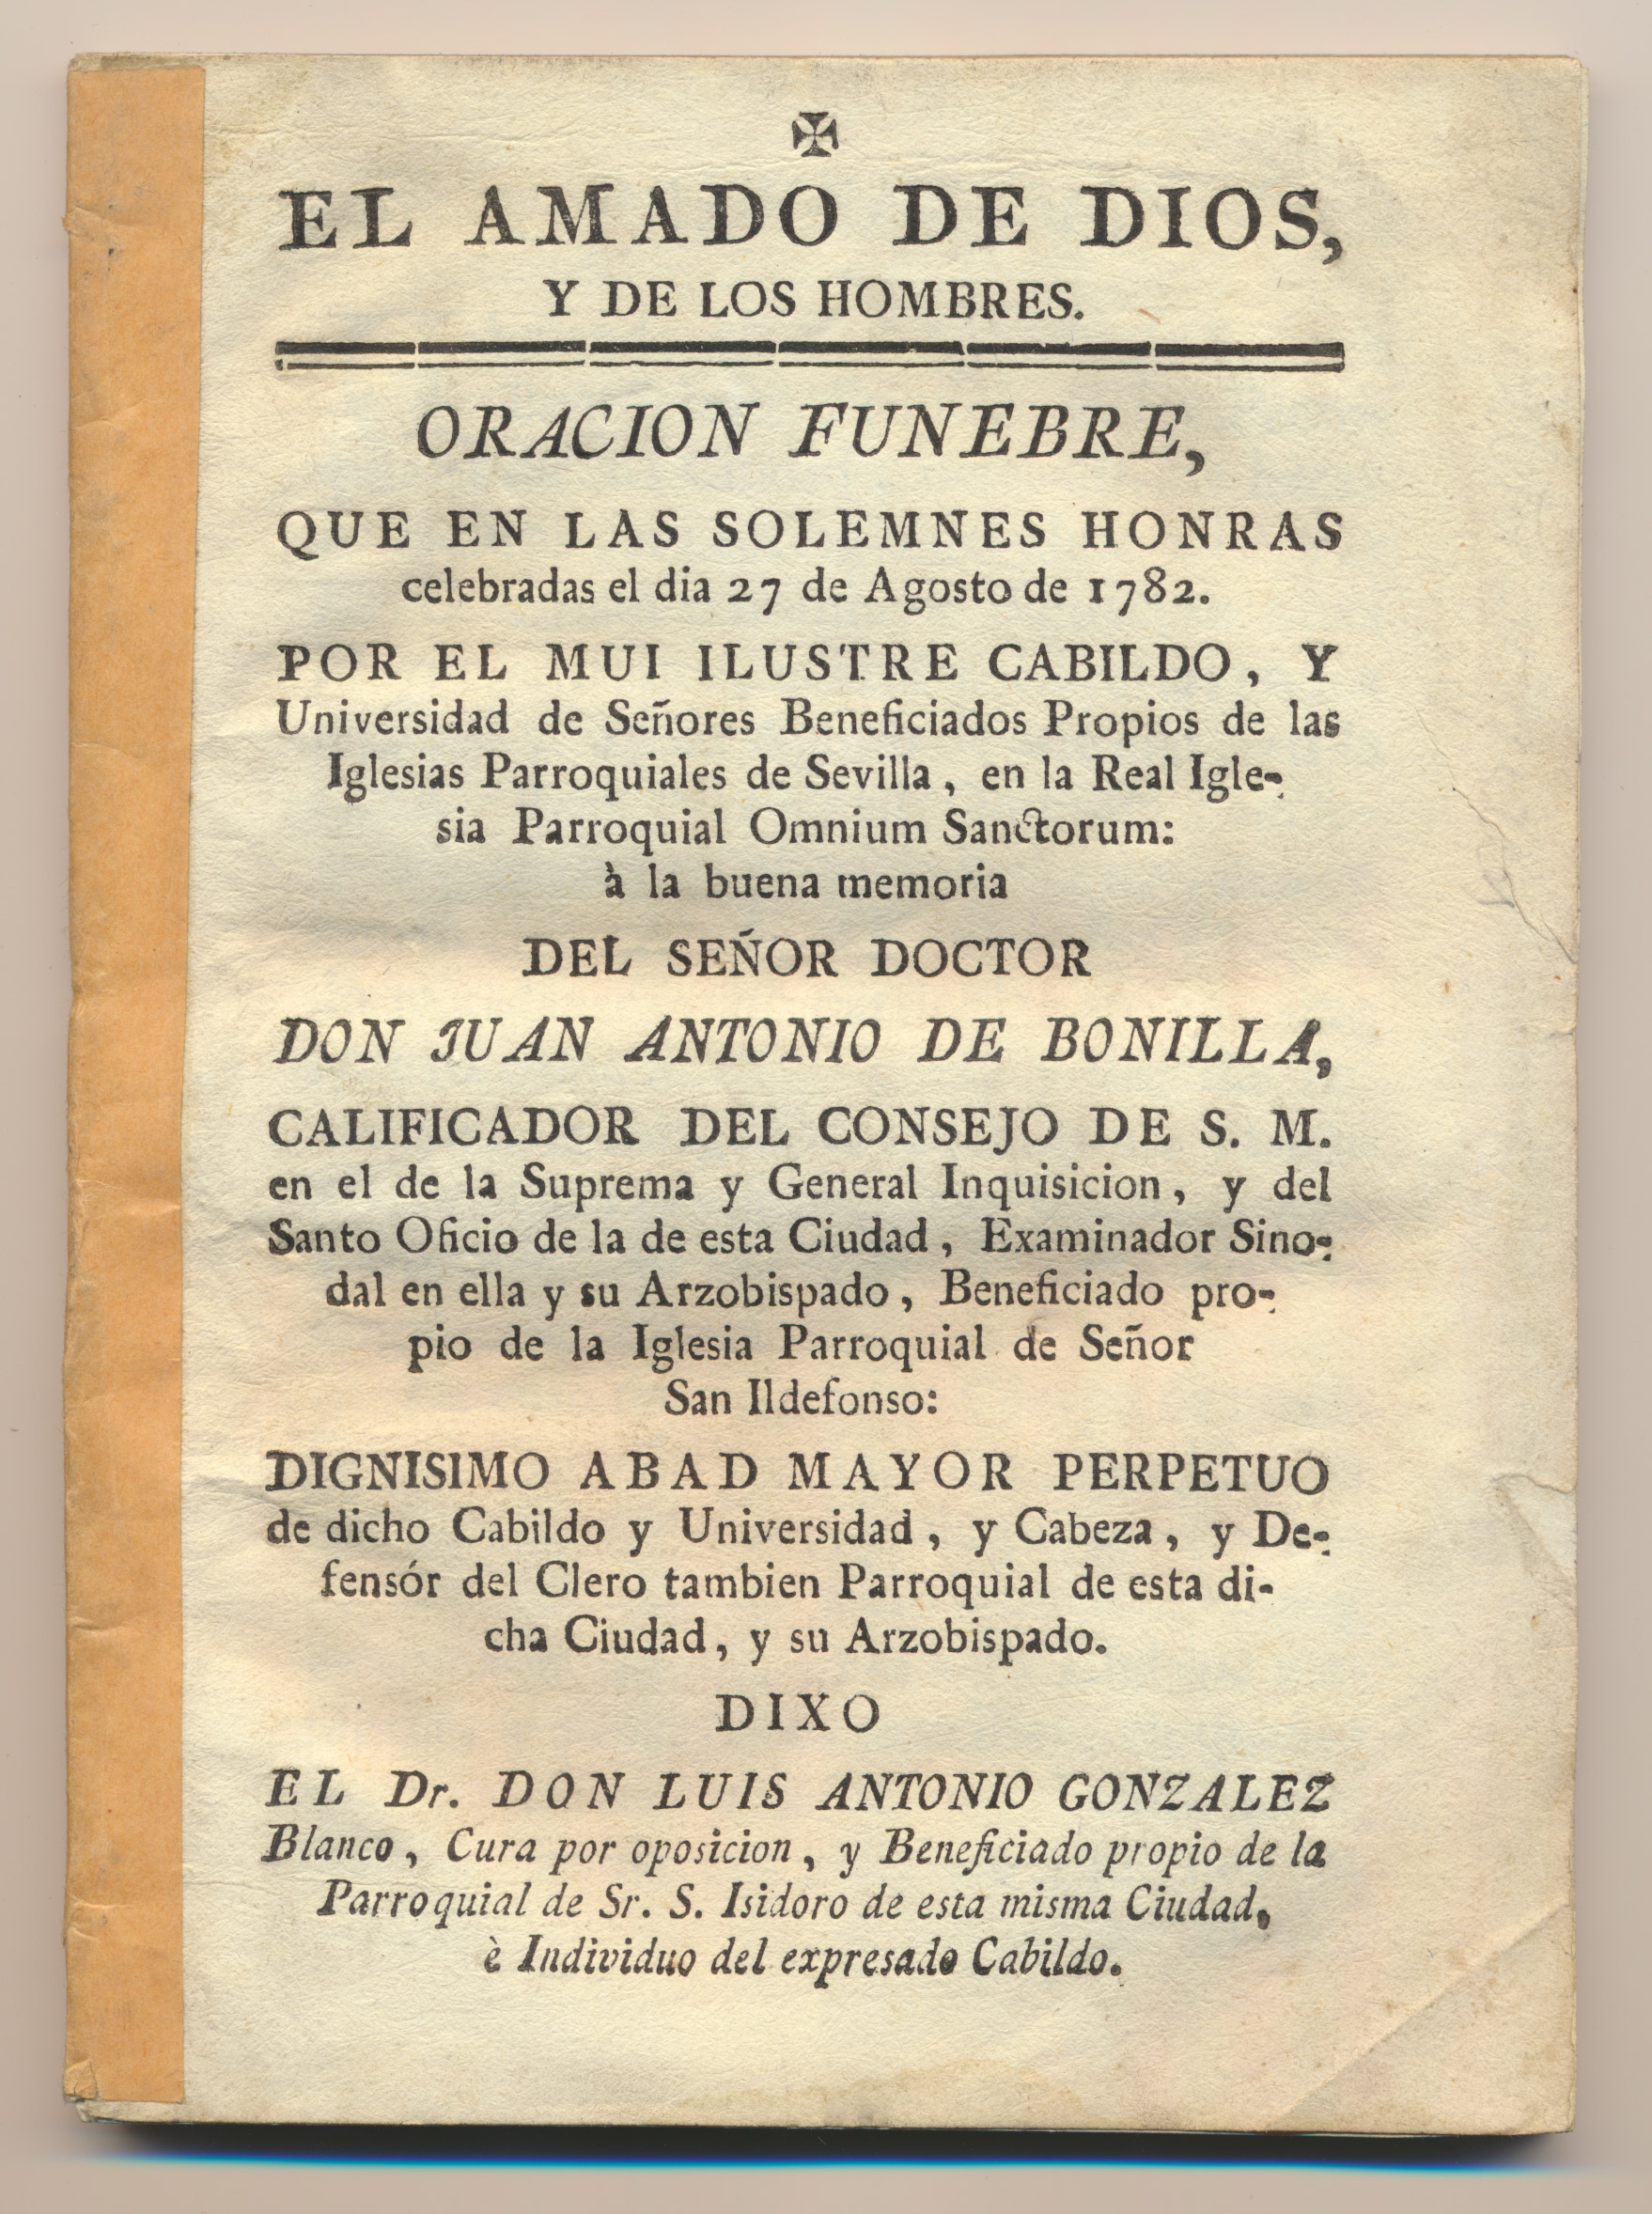 ✠
EL AMADO DE DIOS,
Y DE LOS HOMBRES.
ORACION FUNEBRE,
QUE EN LAS SOLEMNES HONRAS
celebradas el dia 27 de Agosto de 1782.
POR EL MUI ILUSTRE CABILDO, Y
Universidad de Señores Beneficiados Propios de las
Iglesias Parroquiales de Sevilla, en la Real Igle-
sia Parroquial Omnium Sanctorum:
à la buena memoria
DEL SEÑOR DOCTOR
DON JUAN ANTONIO DE BONILLA,
CALIFICADOR DEL CONSEJO DE S. M.
en el de la Suprema y General Inquisicion, y del
Santo Oficio de la de esta Ciudad, Examinador Sino-
dal en ella y su Arzobispado, Beneficiado pro-
pio de la Iglesia Parroquial de Señor
San Ildefonso:
DIGNISIMO ABAD MAYOR PERPETUO
de dicho Cabildo y Universidad, y Cabeza, y De-
fensór del Clero tambien Parroquial de esta di-
cha Ciudad, y su Arzobispado.
DIXO
EL Dr. DON LUIS ANTONIO GONZALEZ
Blanco, Cura por oposicion, y Beneficiado propio de la
Parroquial de Sr. S. Isidoro de esta misma Ciudad,
è Individuo del expresado Cabildo.